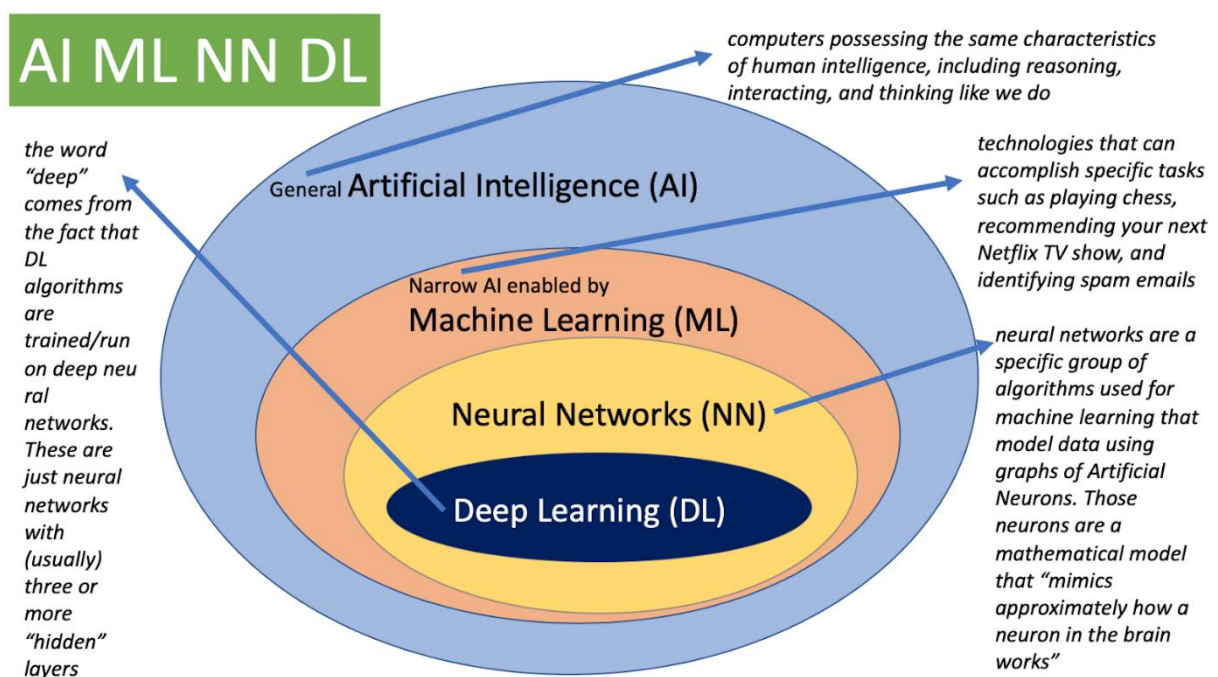 AI ML NN DL
computers possessing the same characteristics
of human intelligence, including reasoning,
interacting, and thinking like we do
the word
“deep”
comes from
the fact that
DL
algorithms
are
trained/run
on deep neu
ral
networks.
These are
just neural
networks
with
(usually)
three or
more
“hidden”
layers
General Artificial Intelligence (AI)
technologies that can
accomplish specific tasks
such as playing chess,
recommending your next
Netflix TV show, and
identifying spam emails
Narrow AI enabled by
Machine Learning (ML)
neural networks are a
specific group of
algorithms used for
machine learning that
model data using
graphs of Artificial
Neurons. Those
neurons are a
mathematical model
that “mimics
approximately how a
neuron in the brain
works”
Neural Networks (NN)
Deep Learning (DL)